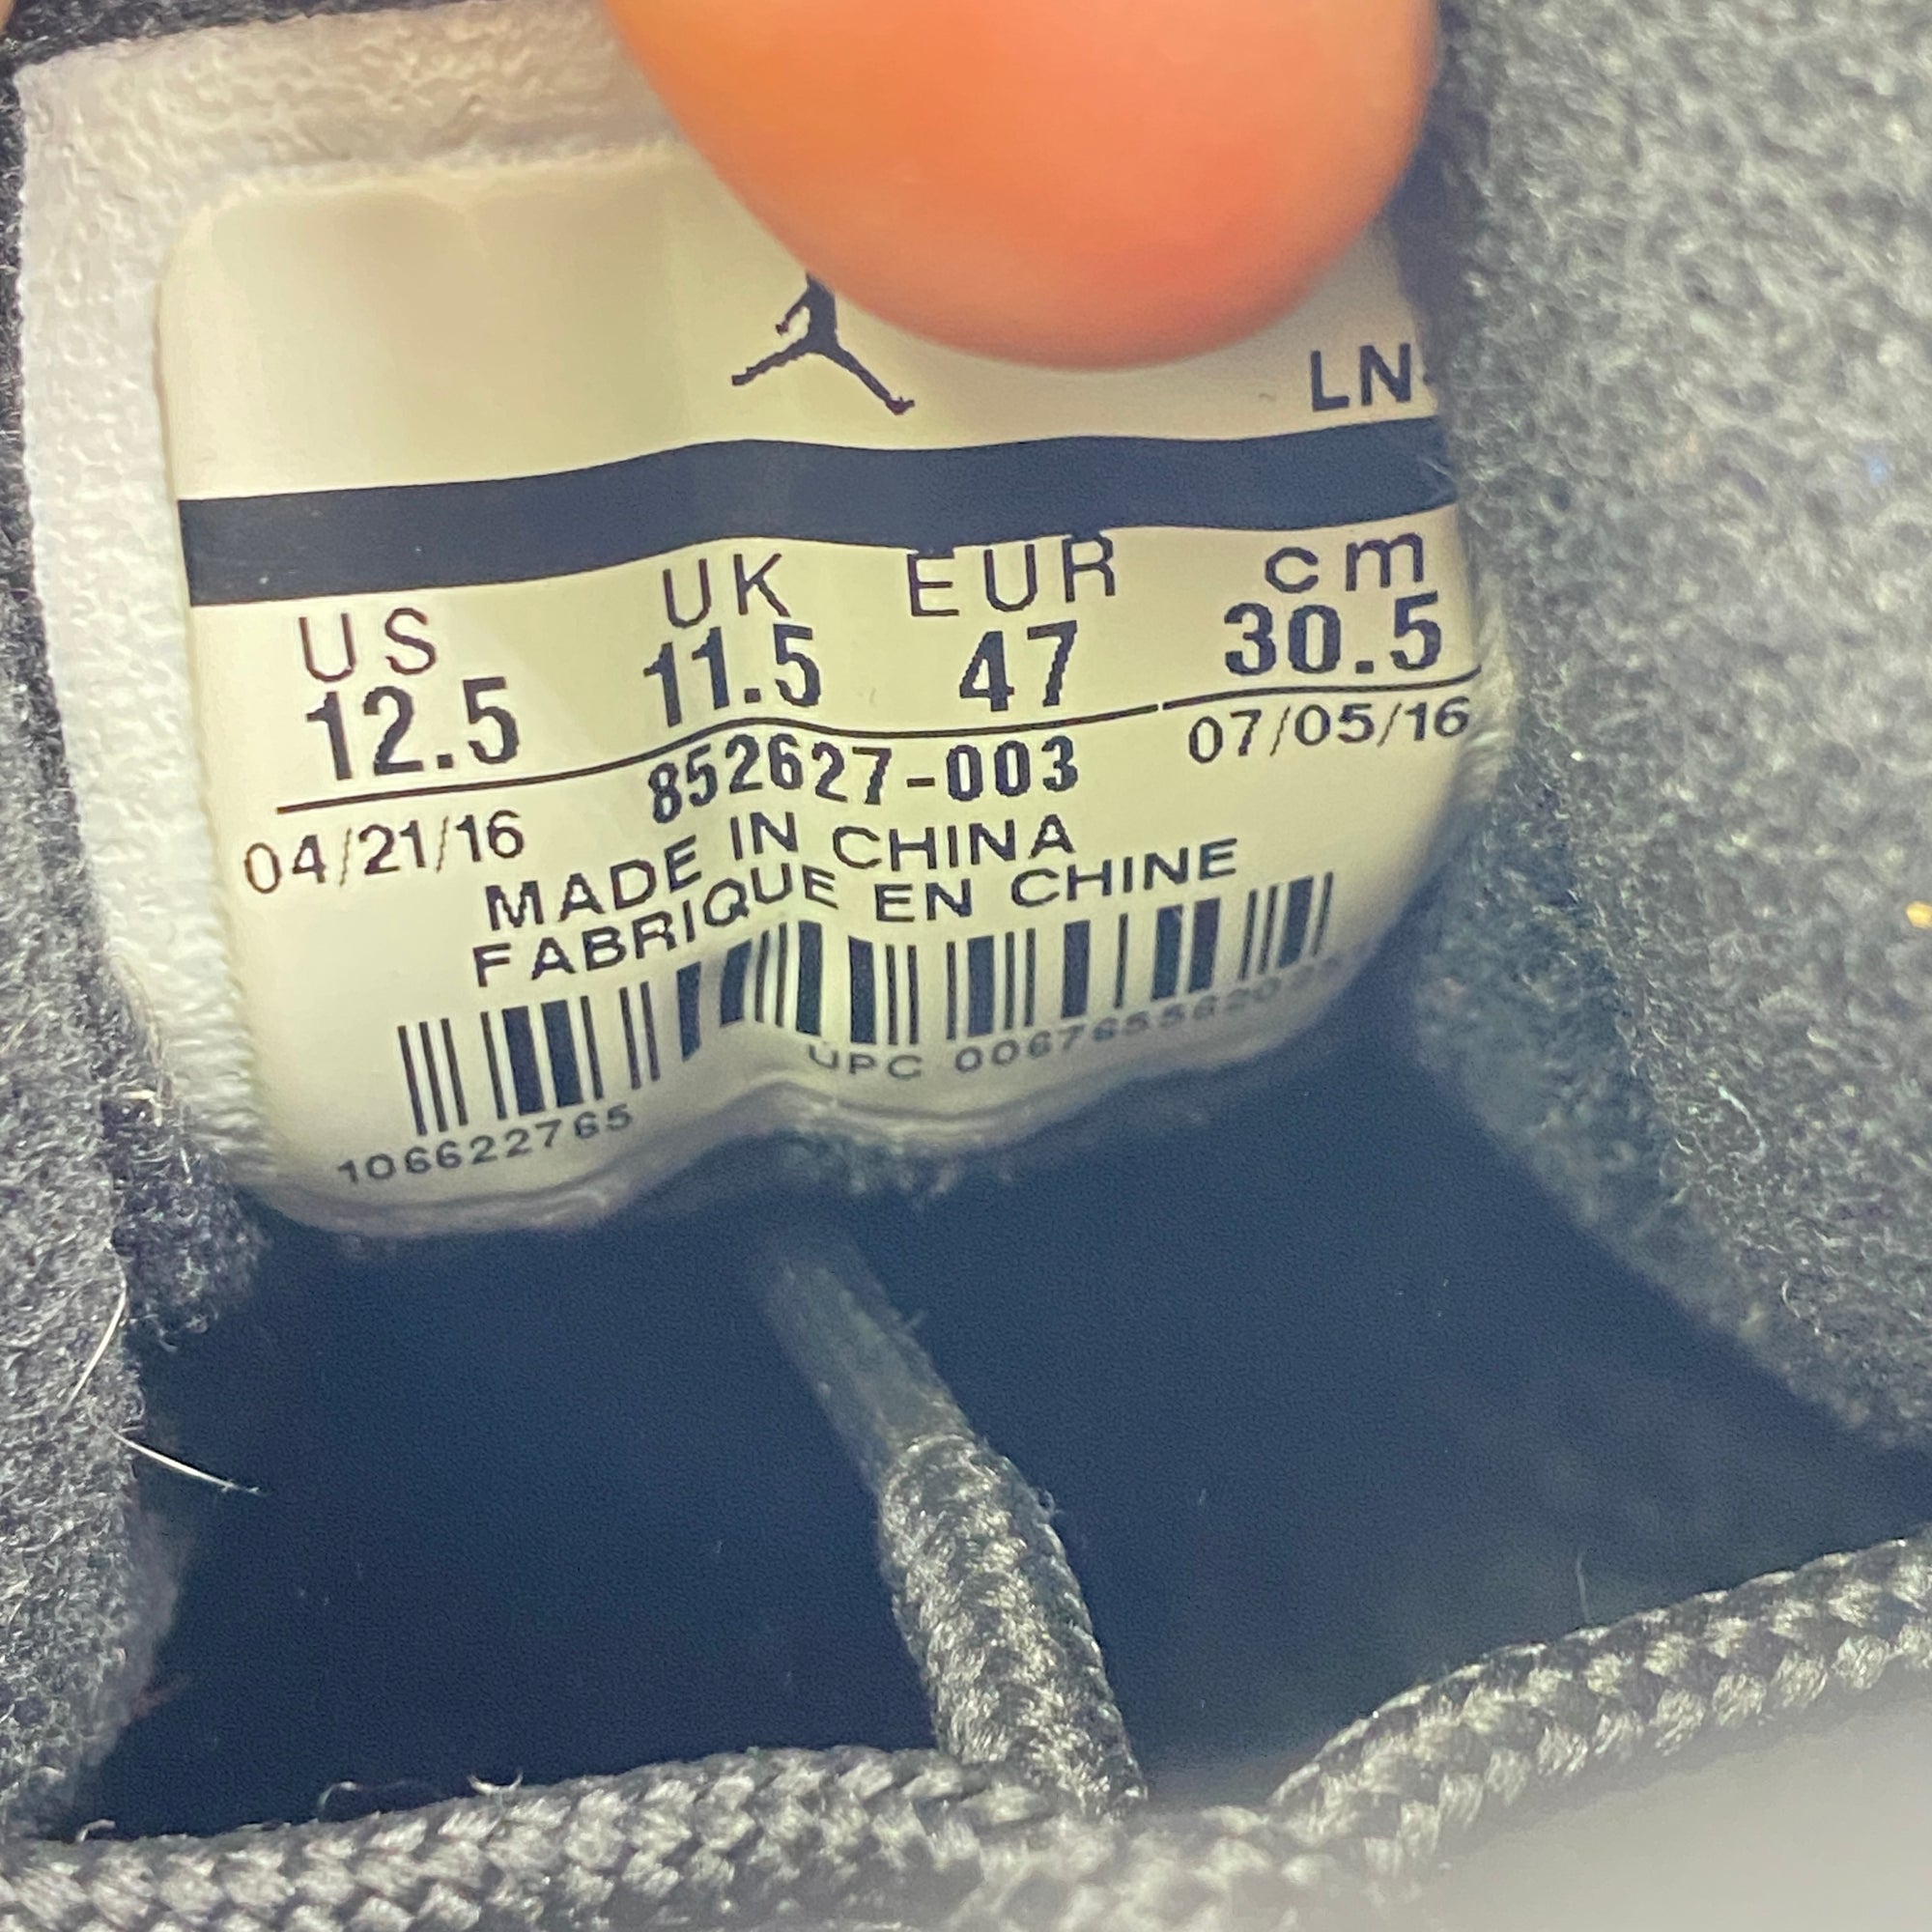 LN
US UK EUR cm
12.5 11.5 47 30.5
04/21/16 852627-003 07/05/16
MADE IN CHINA
FABRIQUE EN CHINE
UPC
106622765